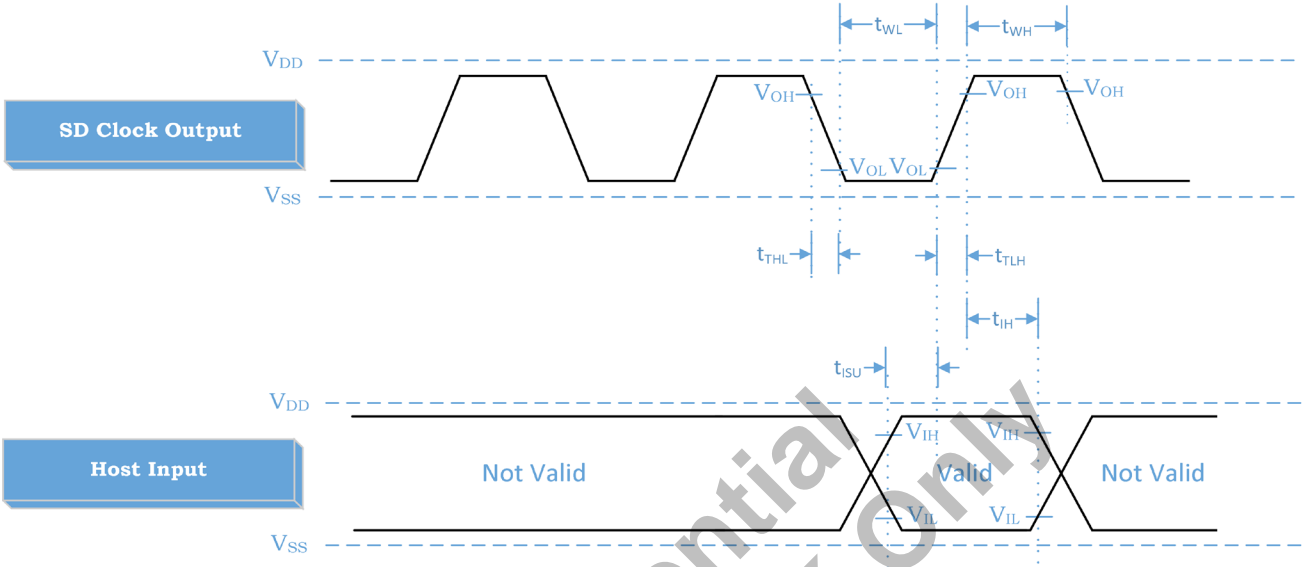 tWL
tWH
VDD
VOH
VOH
VOH
SD Clock Output
VOL VOL
VSS
tTHL
tTLH
tIH
tISU
VDD
VIH
VIH
Host Input
Not Valid
Valid
Not Valid
VIL
VIL
VSS
Only